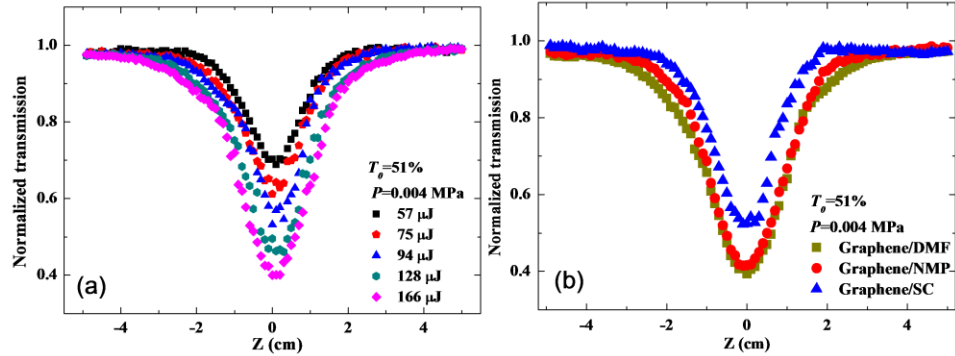 1.0
0.8
0.6
0.4
Normalized transmission
-4
-2
0
2
4
Z (cm)
(a)
T₀=51%
P=0.004 MPa
57 μJ
75 μJ
94 μJ
128 μJ
166 μJ
1.0
0.8
0.6
0.4
Normalized transmission
-4
-2
0
2
4
Z (cm)
(b)
T₀=51%
P=0.004 MPa
Graphene/DMF
Graphene/NMP
Graphene/SC